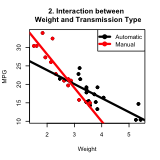 2. Interaction between
Weight and Transmission Type
Automatic
Manual
MPG
30
25
20
15
10
2
3
4
5
Weight